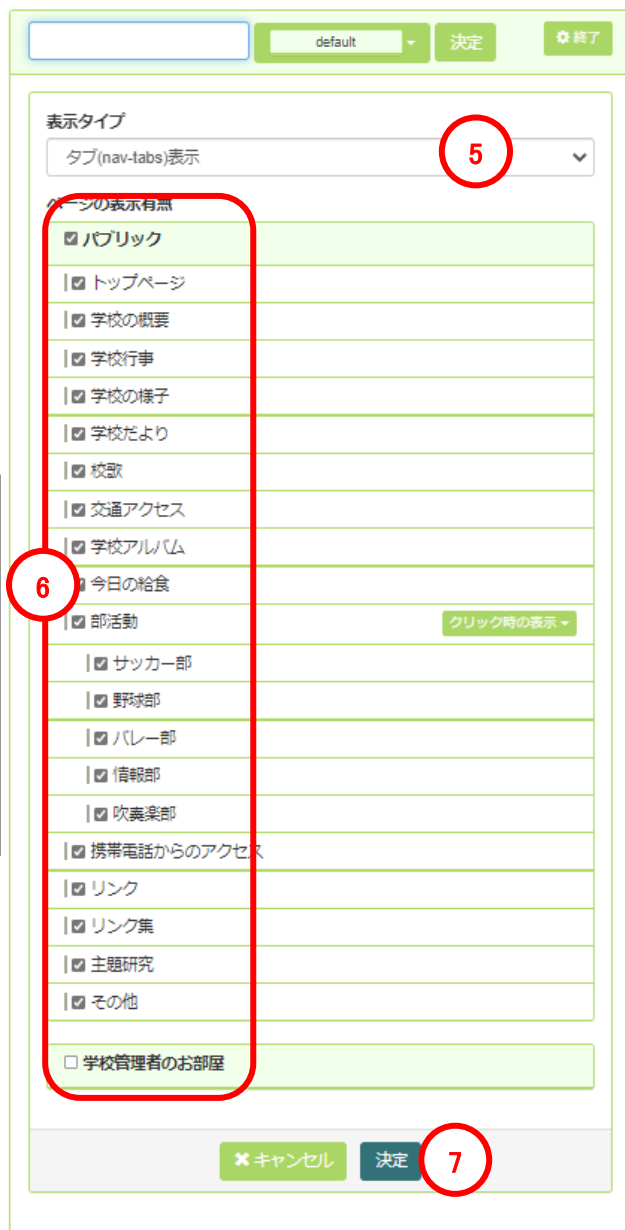 default 決定 終了
表示タイプ
タブ(nav-tabs)表示 5
ページの表示有無
パブリック
トップページ
学校の概要
学校行事
学校の様子
学校だより
校歌
交通アクセス
学校アルバム
6 今日の給食
部活動 クリック時の表示
サッカー部
野球部
バレー部
情報部
吹奏楽部
携帯電話からのアクセス
リンク
リンク集
主題研究
その他
学校管理者のお部屋
キャンセル 決定 7